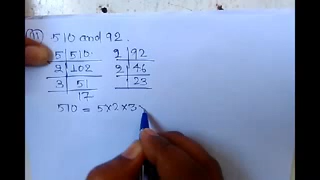 ii) 510 and 92.
5 | 510 2 | 92
2 | 102 2 | 46
3 | 51 23
17
510 = 5×2×3×